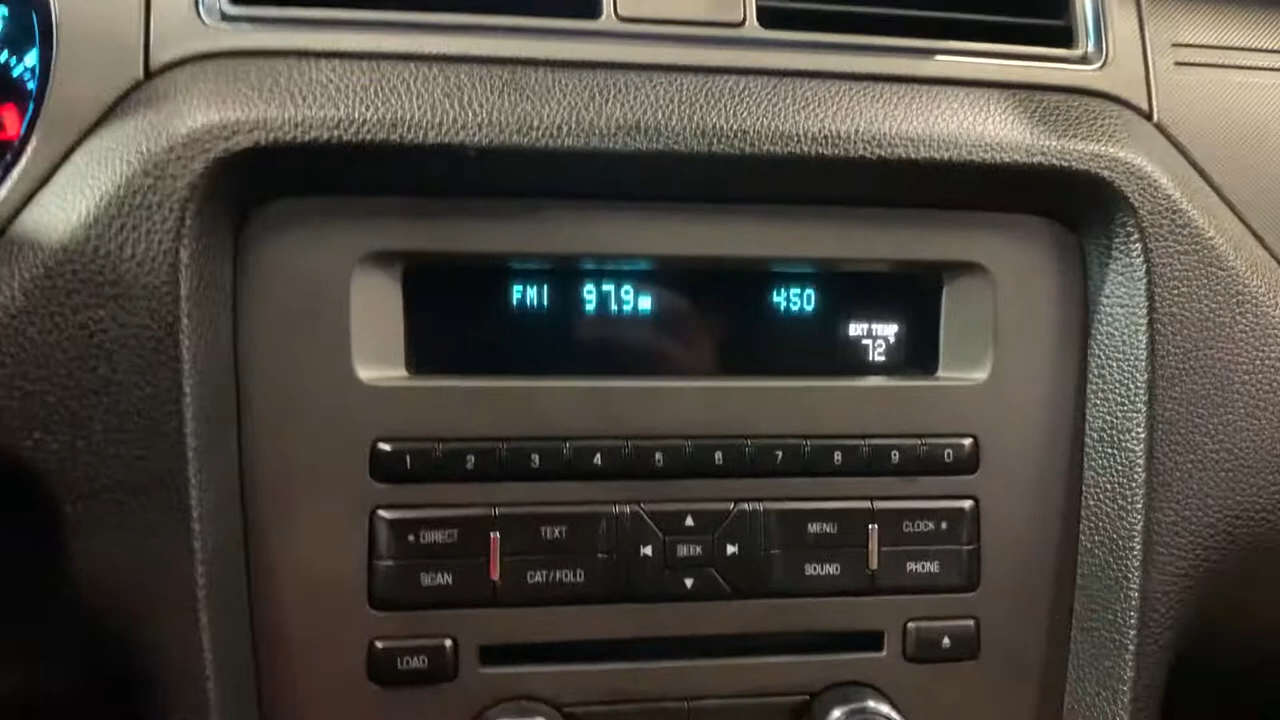 FM1 97.9 4:50
EXT TEMP
72°
1 2 3 4 5 6 7 8 9 0
DIRECT TEXT MENU CLOCK
SEEK
SCAN CAT/FOLD SOUND PHONE
LOAD